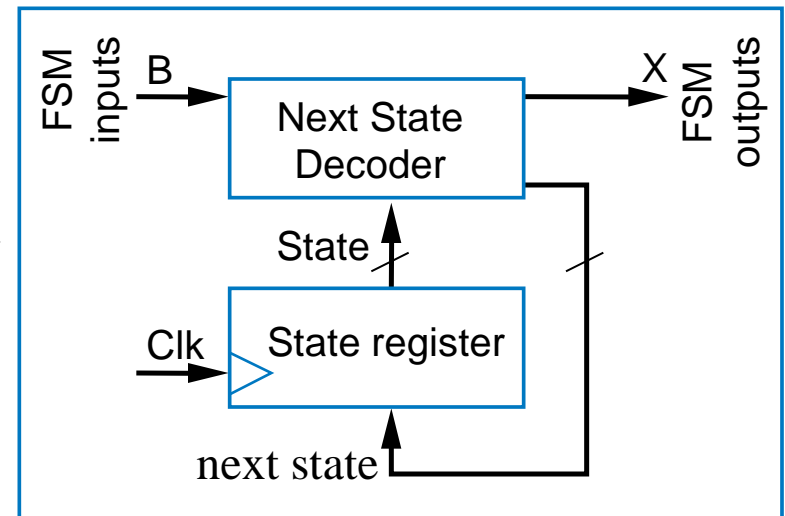 FSM
inputs
B
X
FSM
outputs
Next State
Decoder
State
Clk
State register
next state